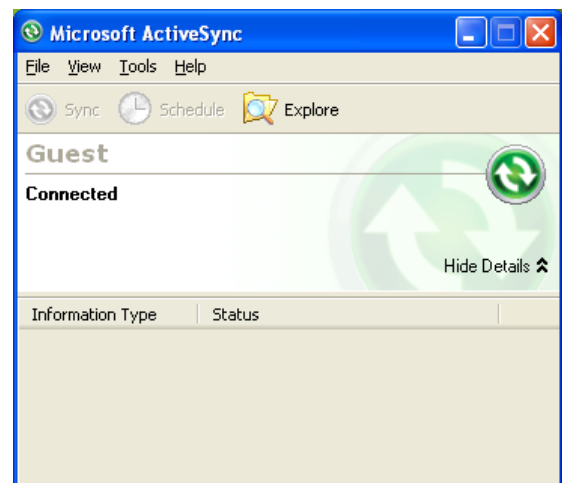 Microsoft ActiveSync
File View Tools Help
Sync Schedule Explore
Guest
Connected
Hide Details
Information Type Status